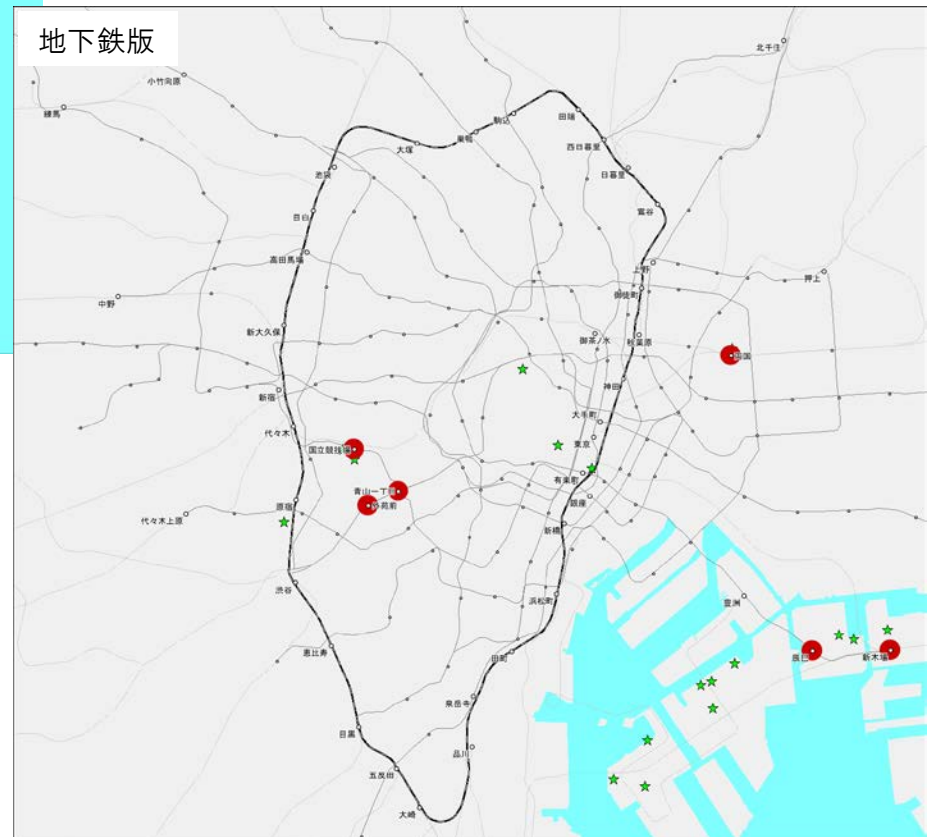 地下鉄版
北千住
小竹向原
練馬
駒込
田端
巣鴨
大塚
西日暮里
池袋
日暮里
目白
鶯谷
高田馬場
上野
押上
中野
御徒町
新大久保
御茶ノ水
秋葉原
両国
神田
新宿
大手町
代々木
東京
国立競技場
有楽町
青山一丁目
銀座
原宿
外苑前
代々木上原
新橋
渋谷
浜松町
豊洲
恵比寿
田町
辰巳
新木場
泉岳寺
目黒
品川
五反田
大崎